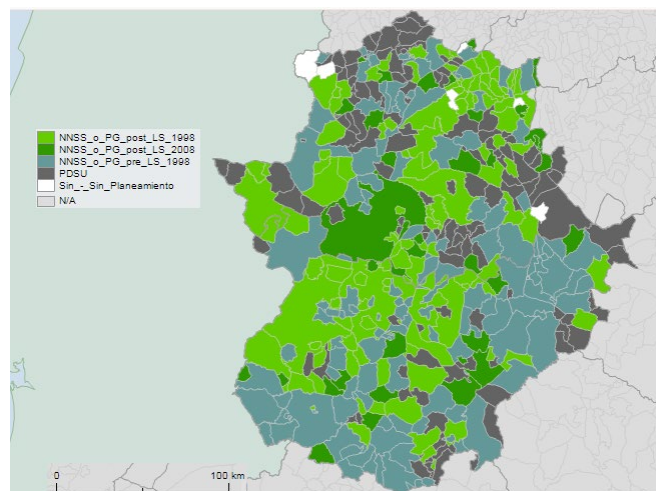 NNSS_o_PG_post_LS_1998
NNSS_o_PG_post_LS_2008
NNSS_o_PG_pre_LS_1998
PDSU
Sin_-_Sin_Planeamiento
N/A
0 100 km